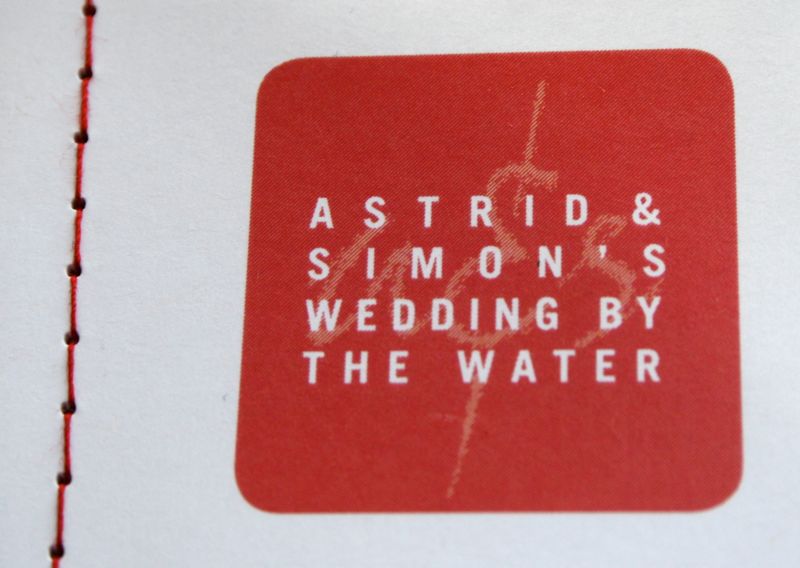 ASTRID &
SIMON'S
WEDDING BY
THE WATER